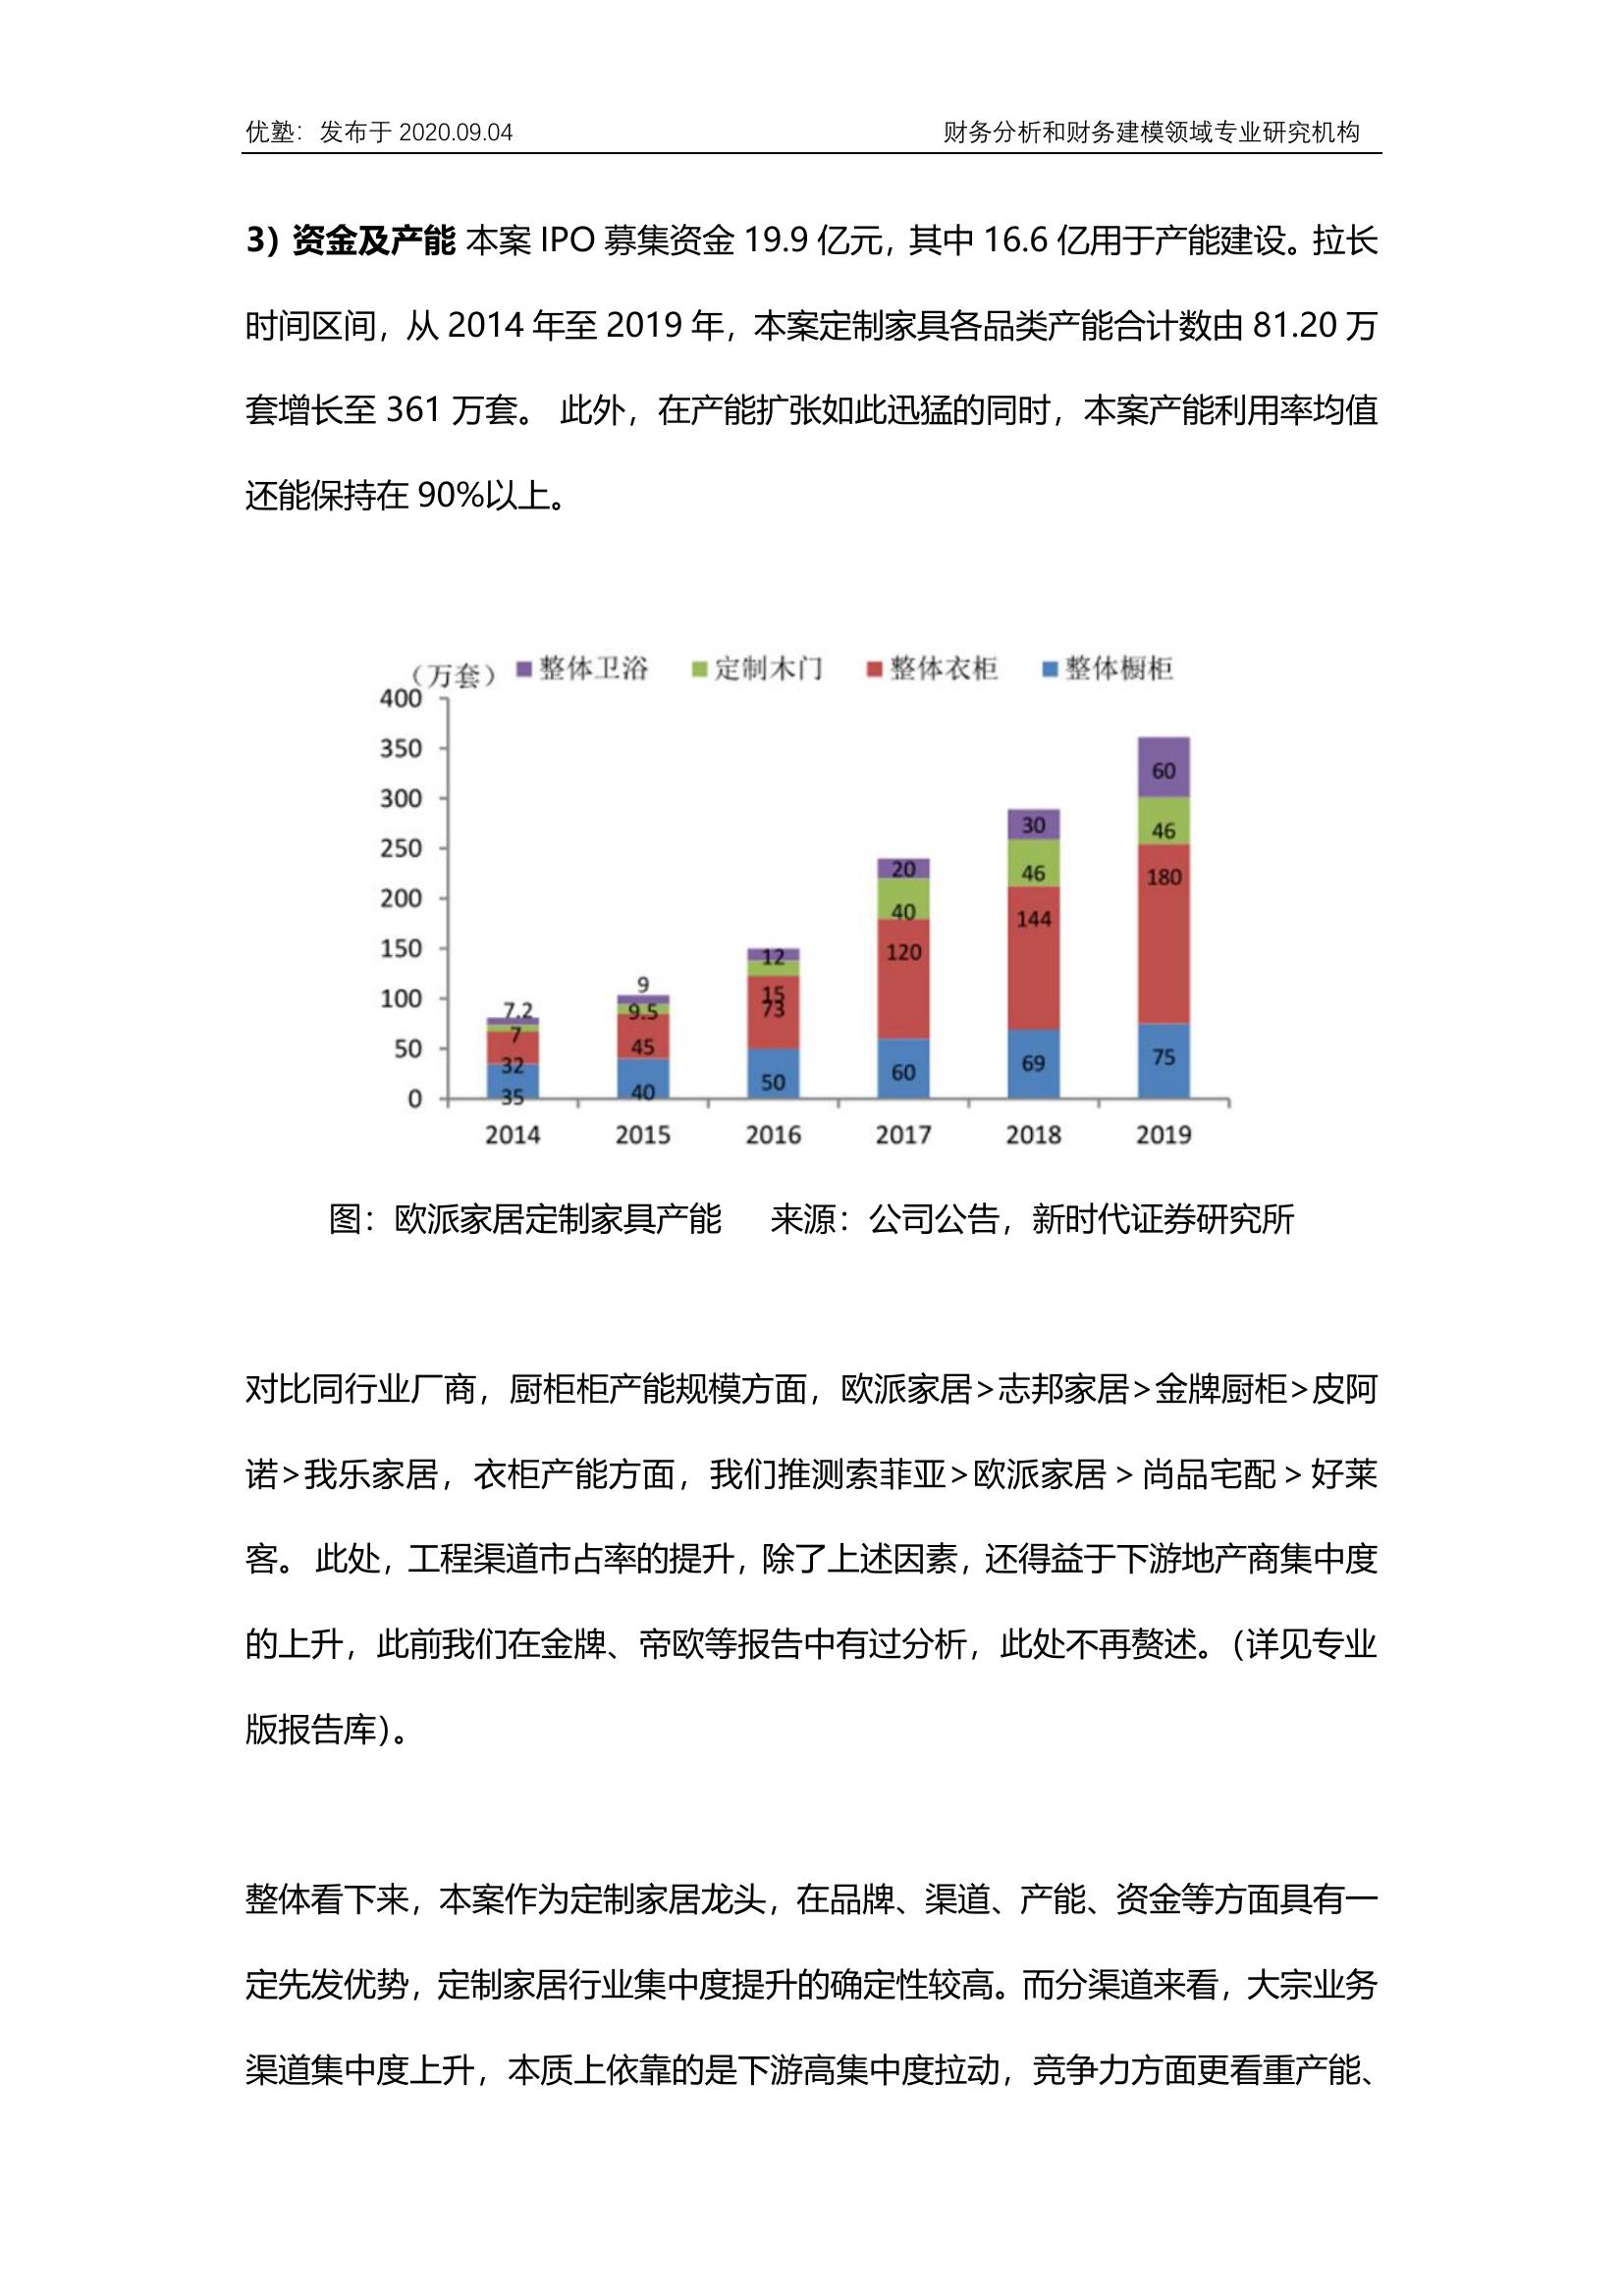 优塾：发布于 2020.09.04 财务分析和财务建模领域专业研究机构
3）资金及产能 本案 IPO 募集资金 19.9 亿元，其中 16.6 亿用于产能建设。拉长
时间区间，从 2014 年至 2019 年，本案定制家具各品类产能合计数由 81.20 万
套增长至 361 万套。 此外，在产能扩张如此迅猛的同时，本案产能利用率均值
还能保持在 90%以上。
（万套） 整体卫浴 定制木门 整体衣柜 整体橱柜
400
350
300
250
200
150
100
50
0
7.2
7
32
35
9
9.5
45
40
12
15
73
50
20
40
120
60
30
46
144
69
60
46
180
75
2014 2015 2016 2017 2018 2019
图：欧派家居定制家具产能 来源：公司公告，新时代证券研究所
对比同行业厂商，厨柜柜产能规模方面，欧派家居>志邦家居>金牌厨柜>皮阿
诺>我乐家居，衣柜产能方面，我们推测索菲亚>欧派家居 > 尚品宅配 > 好莱
客。 此处，工程渠道市占率的提升，除了上述因素，还得益于下游地产商集中度
的上升，此前我们在金牌、帝欧等报告中有过分析，此处不再赘述。（详见专业
版报告库）。
整体看下来，本案作为定制家居龙头，在品牌、渠道、产能、资金等方面具有一
定先发优势，定制家居行业集中度提升的确定性较高。而分渠道来看，大宗业务
渠道集中度上升，本质上依靠的是下游高集中度拉动，竞争力方面更看重产能、